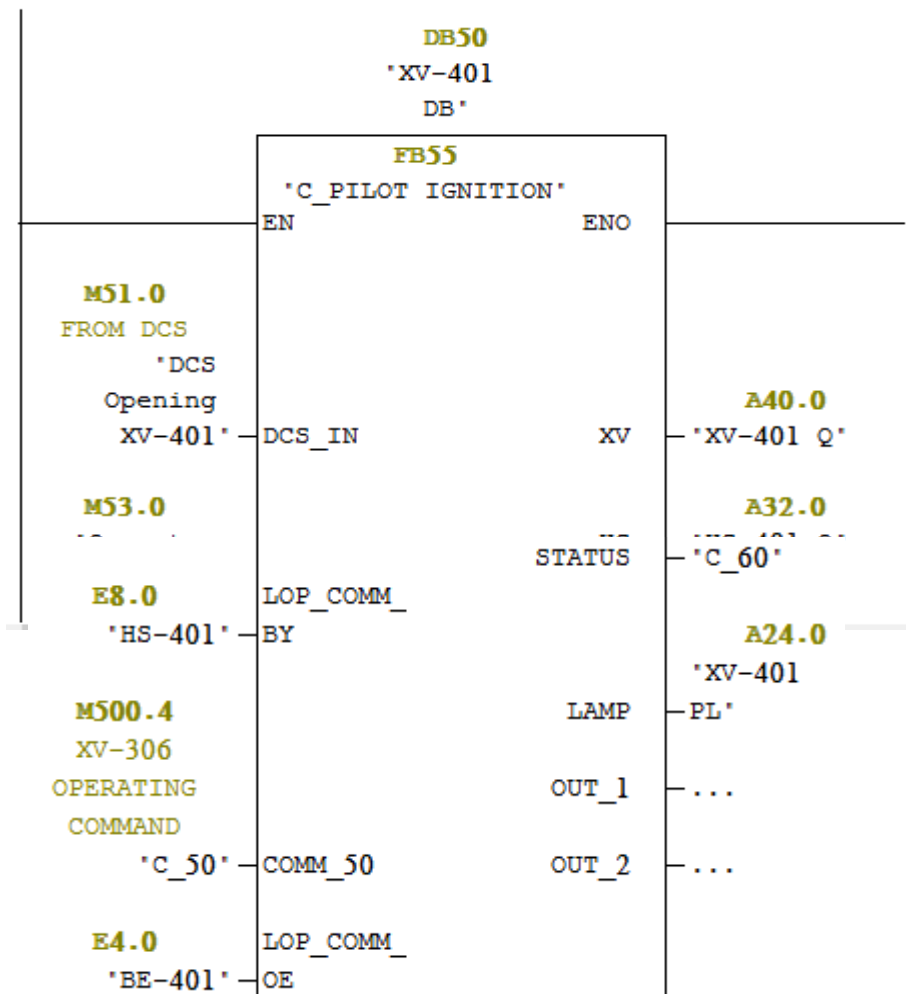 DB50
"XV-401
DB"
FB55
"C_PILOT IGNITION"
EN ENO
M51.0
FROM DCS
"DCS
Opening A40.0
XV-401" DCS_IN XV "XV-401 Q"
M53.0 A32.0
STATUS "C_60"
E8.0 LOP_COMM_
"HS-401" BY A24.0
"XV-401
M500.4 LAMP PL"
XV-306
OPERATING OUT_1 ...
COMMAND
"C_50" COMM_50 OUT_2 ...
E4.0 LOP_COMM_
"BE-401" OE